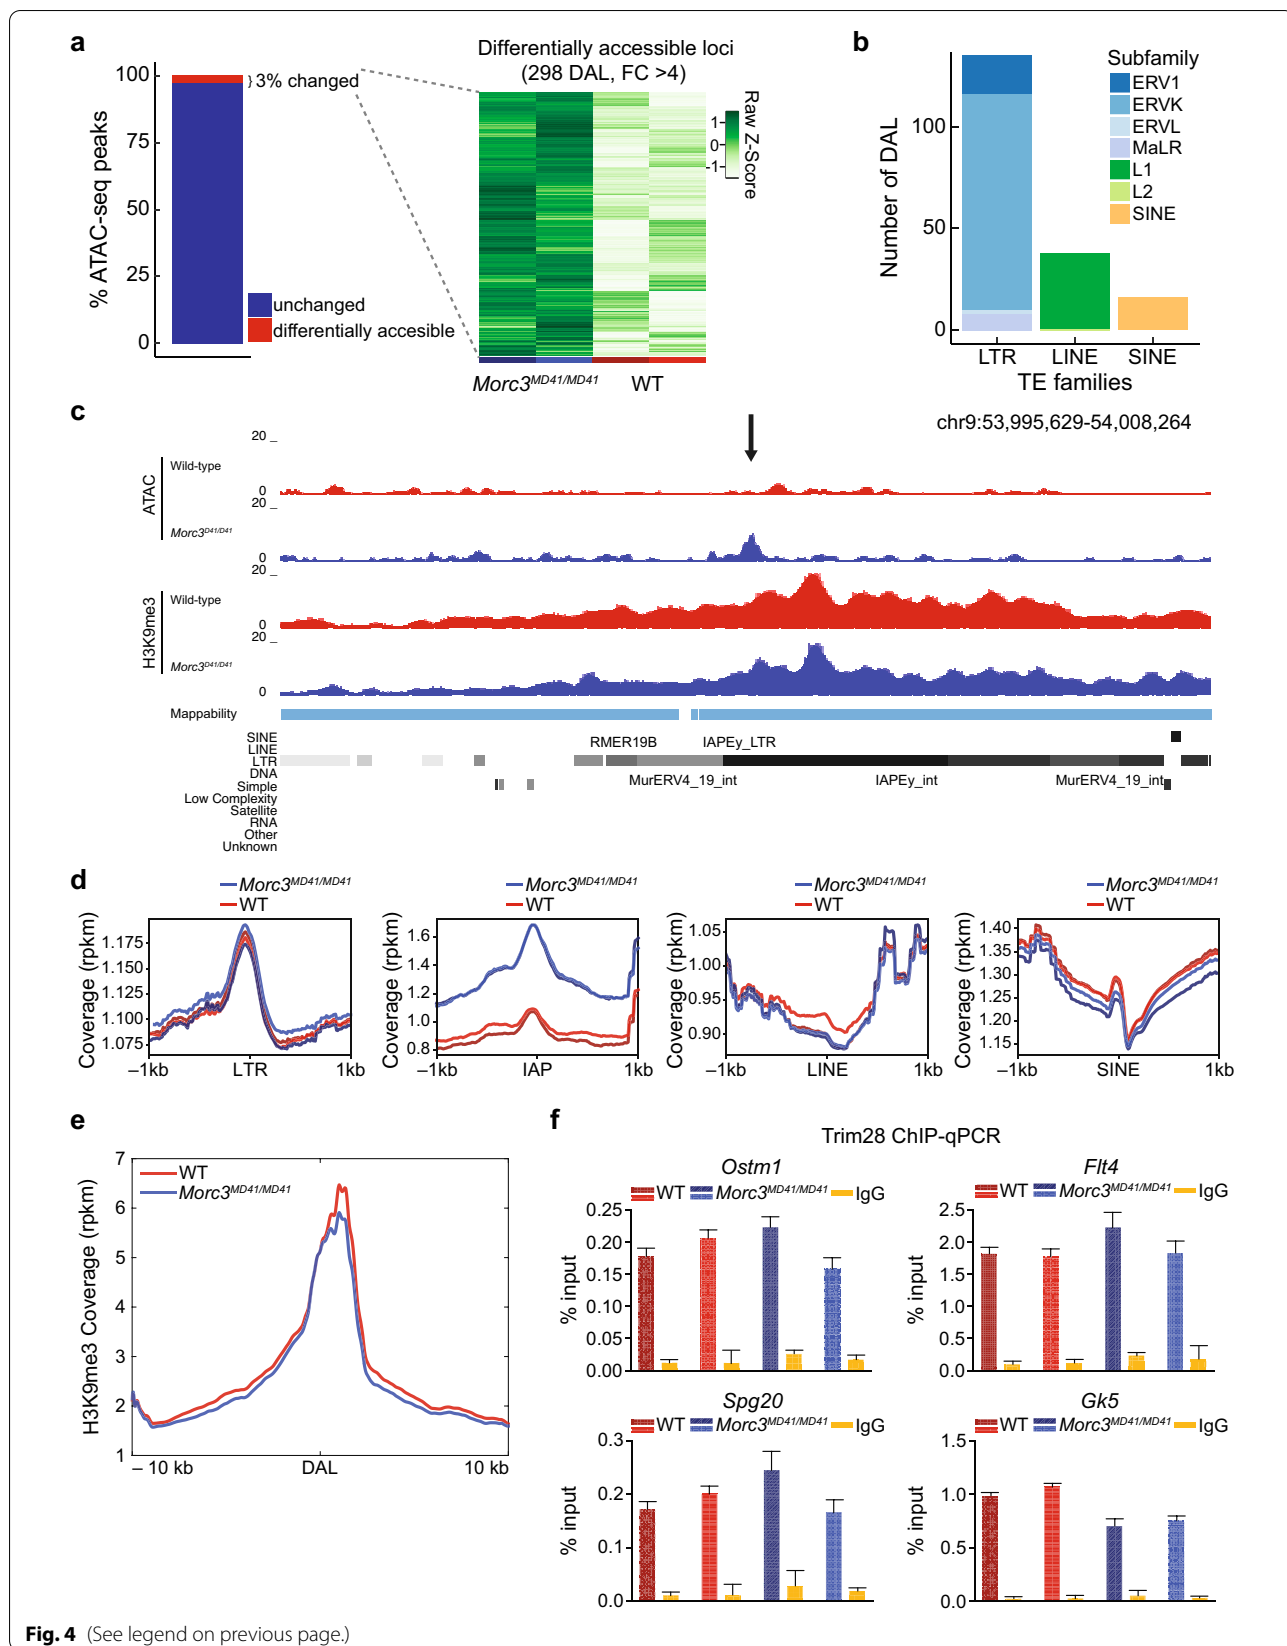 a
Differentially accessible loci
(298 DAL, FC >4)
100
75
50
25
0
% ATAC-seq peaks
} 3% changed
unchanged
differentially accesible
1
0
-1
Raw Z-Score
Morc3MD41/MD41
WT
b
Subfamily
ERV1
ERVK
ERVL
MaLR
L1
L2
SINE
Number of DAL
100
50
0
LTR LINE SINE
TE families
c
chr9:53,995,629-54,008,264
ATAC
20
Wild-type
0
20
Morc3D41/D41
0
H3K9me3
20
Wild-type
0
20
Morc3D41/D41
0
Mappability
SINE
LINE
LTR
DNA
Simple
Low Complexity
Satellite
RNA
Other
Unknown
RMER19B
IAPEy_LTR
MurERV4_19_int
IAPEy_int
MurERV4_19_int
d
Morc3MD41/MD41
WT
Coverage (rpkm)
1.175
1.150
1.125
1.100
1.075
–1kb LTR 1kb
Morc3MD41/MD41
WT
Coverage (rpkm)
1.6
1.4
1.2
1.0
0.8
–1kb IAP 1kb
Morc3MD41/MD41
WT
Coverage (rpkm)
1.05
1.00
0.95
0.90
–1kb LINE 1kb
Morc3MD41/MD41
WT
Coverage (rpkm)
1.40
1.35
1.30
1.25
1.20
1.15
–1kb SINE 1kb
e
H3K9me3 Coverage (rpkm)
7
6
5
4
3
2
1
WT
Morc3MD41/MD41
– 10 kb DAL 10 kb
f
Trim28 ChIP-qPCR
Ostm1
WT Morc3MD41/MD41 IgG
% input
0.25
0.20
0.15
0.10
0.05
0.00
Flt4
WT Morc3MD41/MD41 IgG
% input
2.5
2.0
1.5
1.0
0.5
0.0
Spg20
WT Morc3MD41/MD41 IgG
% input
0.3
0.2
0.1
0.0
Gk5
WT Morc3MD41/MD41 IgG
% input
1.5
1.0
0.5
0.0
Fig. 4 (See legend on previous page.)